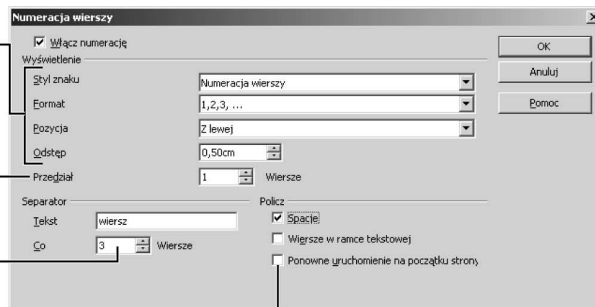 Numeracja wierszy
Włącz numerację
OK
Wyświetlenie
Anuluj
Styl znaku
Numeracja wierszy
Format
1,2,3, ...
Pomoc
Pozycja
Z lewej
Odstęp
0,50cm
Przedział
1
Wiersze
Separator
Policz
Tekst
wiersz
Spacje
Co
3
Wiersze
Wiersze w ramce tekstowej
Ponowne uruchomienie na początku strony